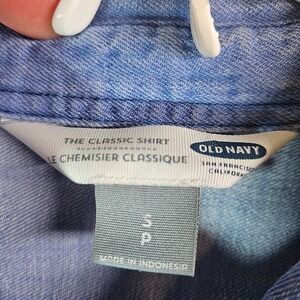 THE CLASSIC SHIRT
LE CHEMISIER CLASSIQUE
OLD NAVY
SAN FRANCISCO
CALIFORNIA
S
P
MADE IN INDONESIA